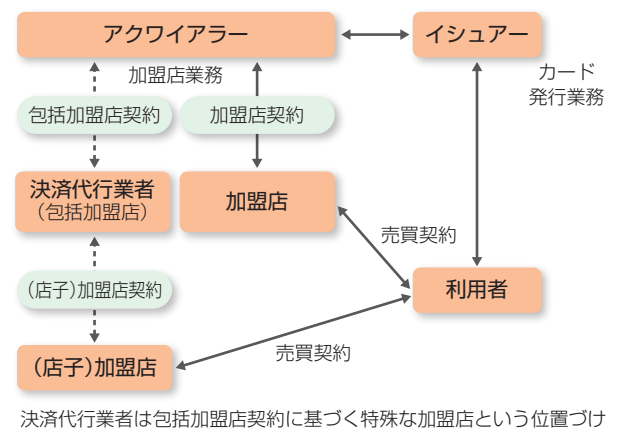 アクワイアラー
イシュアー
加盟店業務
カード
発行業務
包括加盟店契約
加盟店契約
決済代行業者
（包括加盟店）
加盟店
売買契約
（店子）加盟店契約
利用者
売買契約
（店子）加盟店
決済代行業者は包括加盟店契約に基づく特殊な加盟店という位置づけ